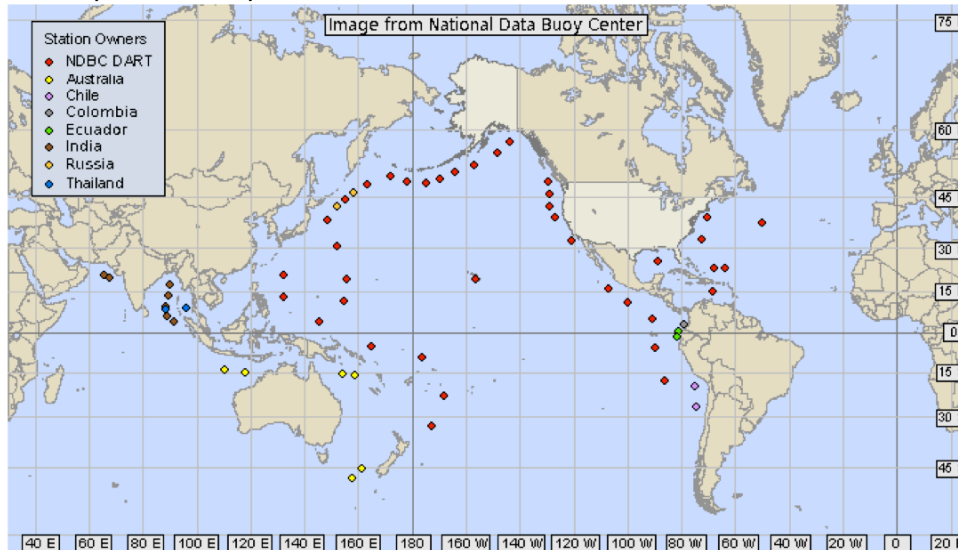 Image from National Data Buoy Center
Station Owners
NDBC DART
Australia
Chile
Colombia
Ecuador
India
Russia
Thailand
75
60
45
30
15
0
15
30
45
40 E 60 E 80 E 100 E 120 E 140 E 160 E 180 160 W 140 W 120 W 100 W 80 W 60 W 40 W 20 W 0 20